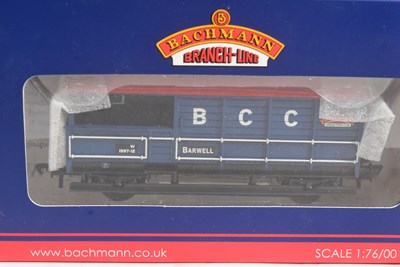 BACHMANN
BRANCH-LINE
B C C
W
BARWELL
www.bachmann.co.uk
SCALE 1:76/00